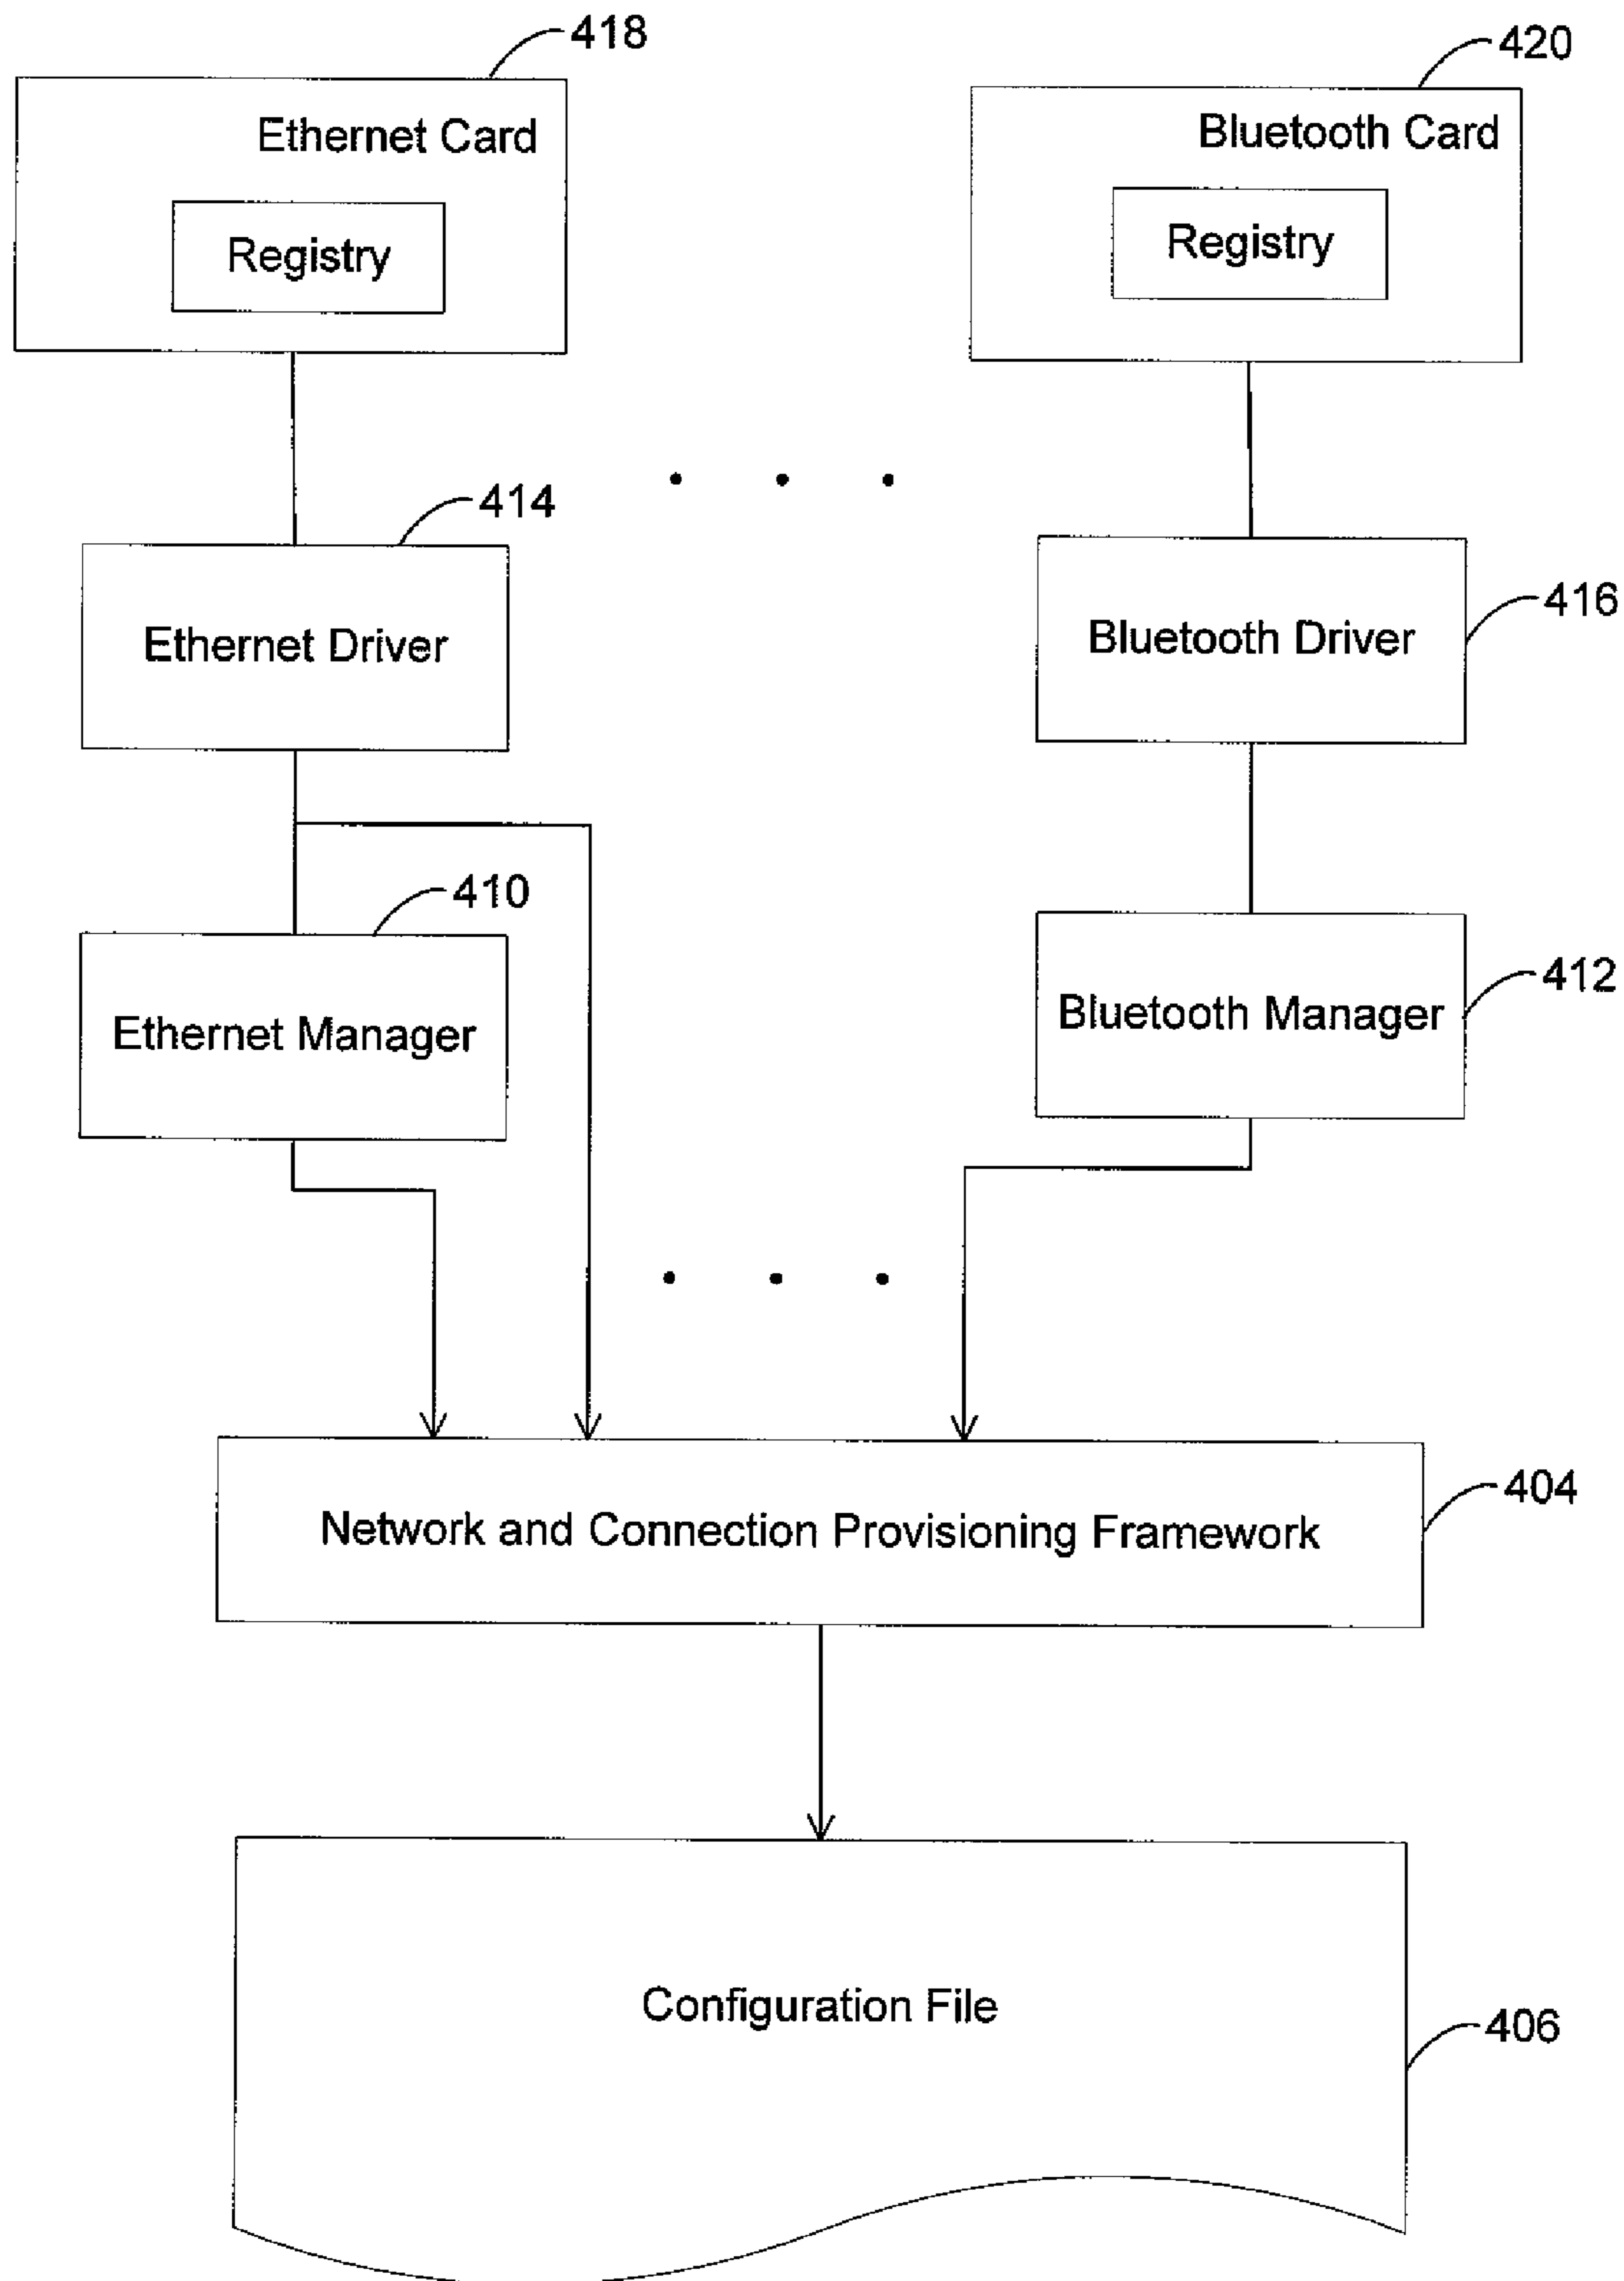 418
420
Ethernet Card
Bluetooth Card
Registry
Registry
414
416
Ethernet Driver
Bluetooth Driver
410
412
Ethernet Manager
Bluetooth Manager
404
Network and Connection Provisioning Framework
Configuration File
406